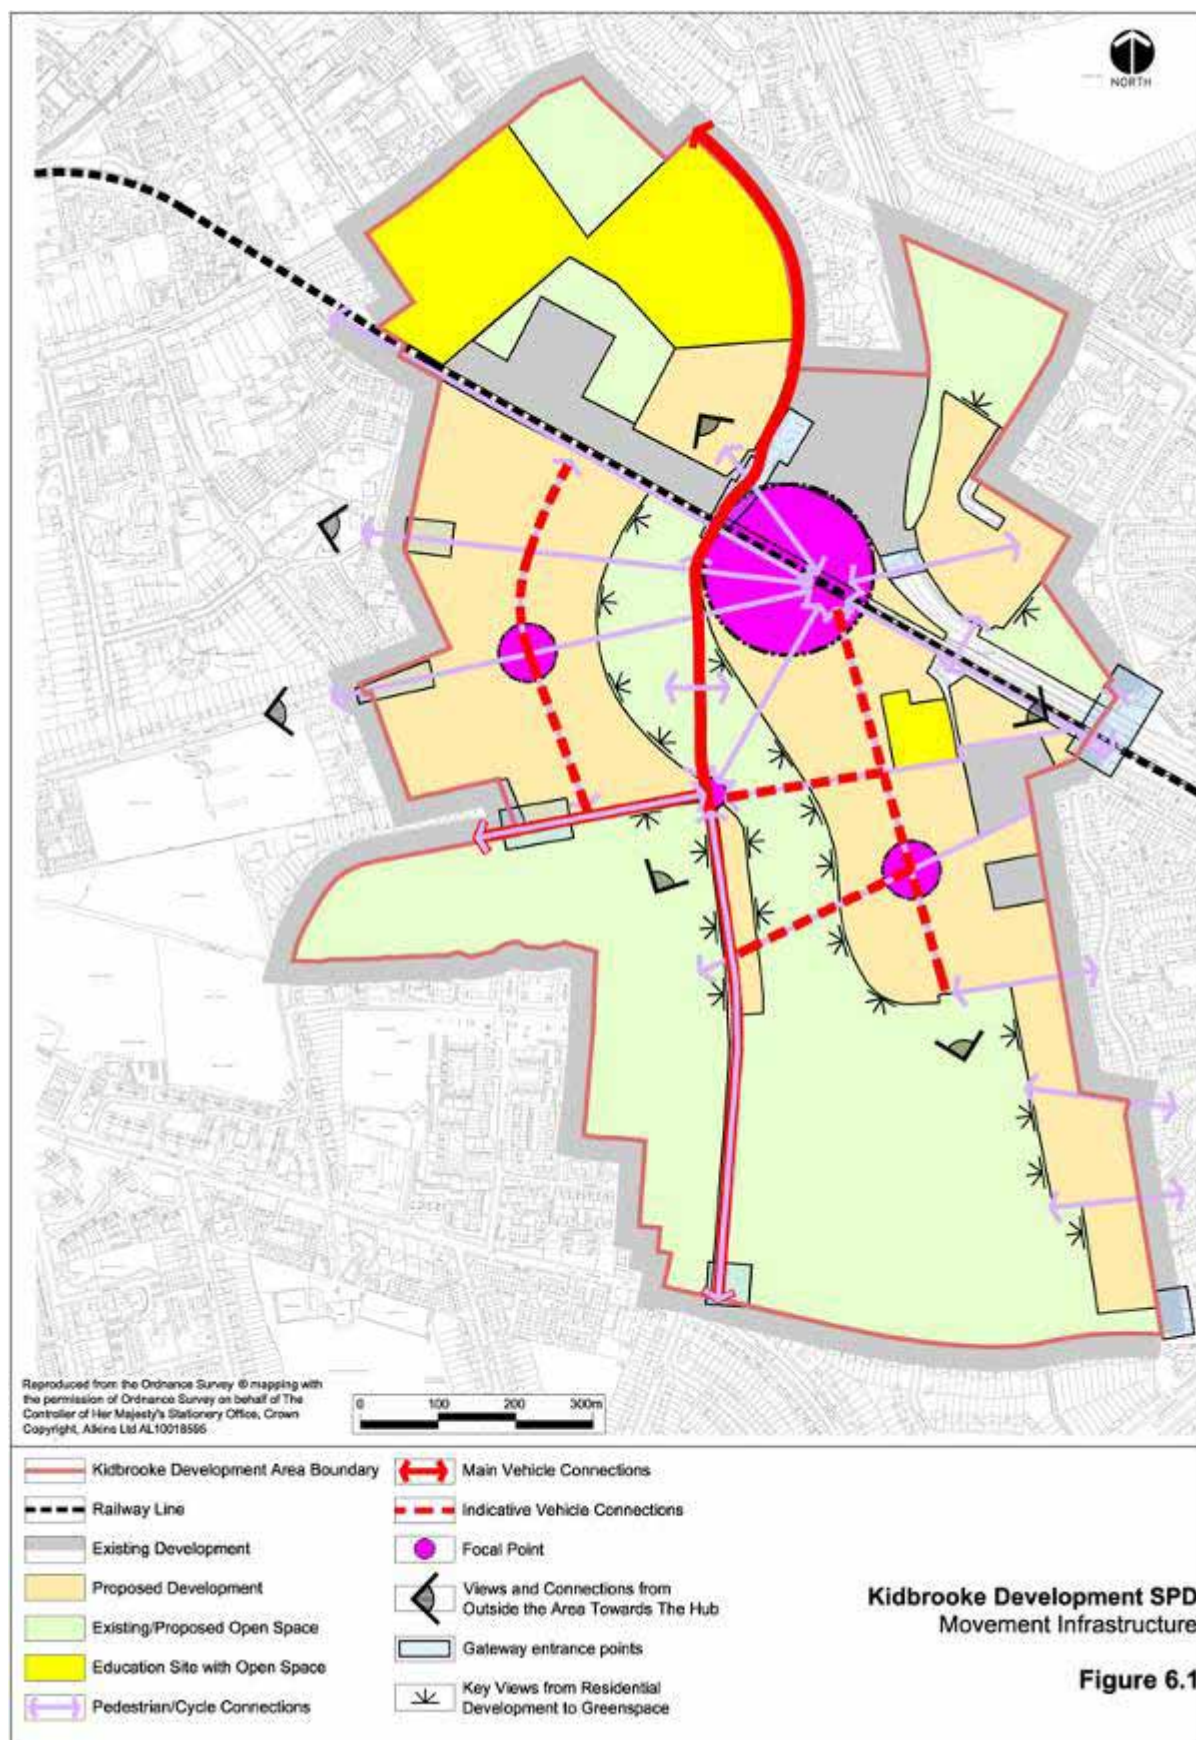 NORTH
Reproduced from the Ordnance Survey ® mapping with
the permission of Ordnance Survey on behalf of The
Controller of Her Majesty's Stationery Office, Crown
Copyright, Atkins Ltd AL10018595
0 100 200 300m
Kidbrooke Development Area Boundary
Railway Line
Existing Development
Proposed Development
Existing/Proposed Open Space
Education Site with Open Space
Pedestrian/Cycle Connections
Main Vehicle Connections
Indicative Vehicle Connections
Focal Point
Views and Connections from
Outside the Area Towards The Hub
Gateway entrance points
Key Views from Residential
Development to Greenspace
Kidbrooke Development SPD
Movement Infrastructure
Figure 6.1